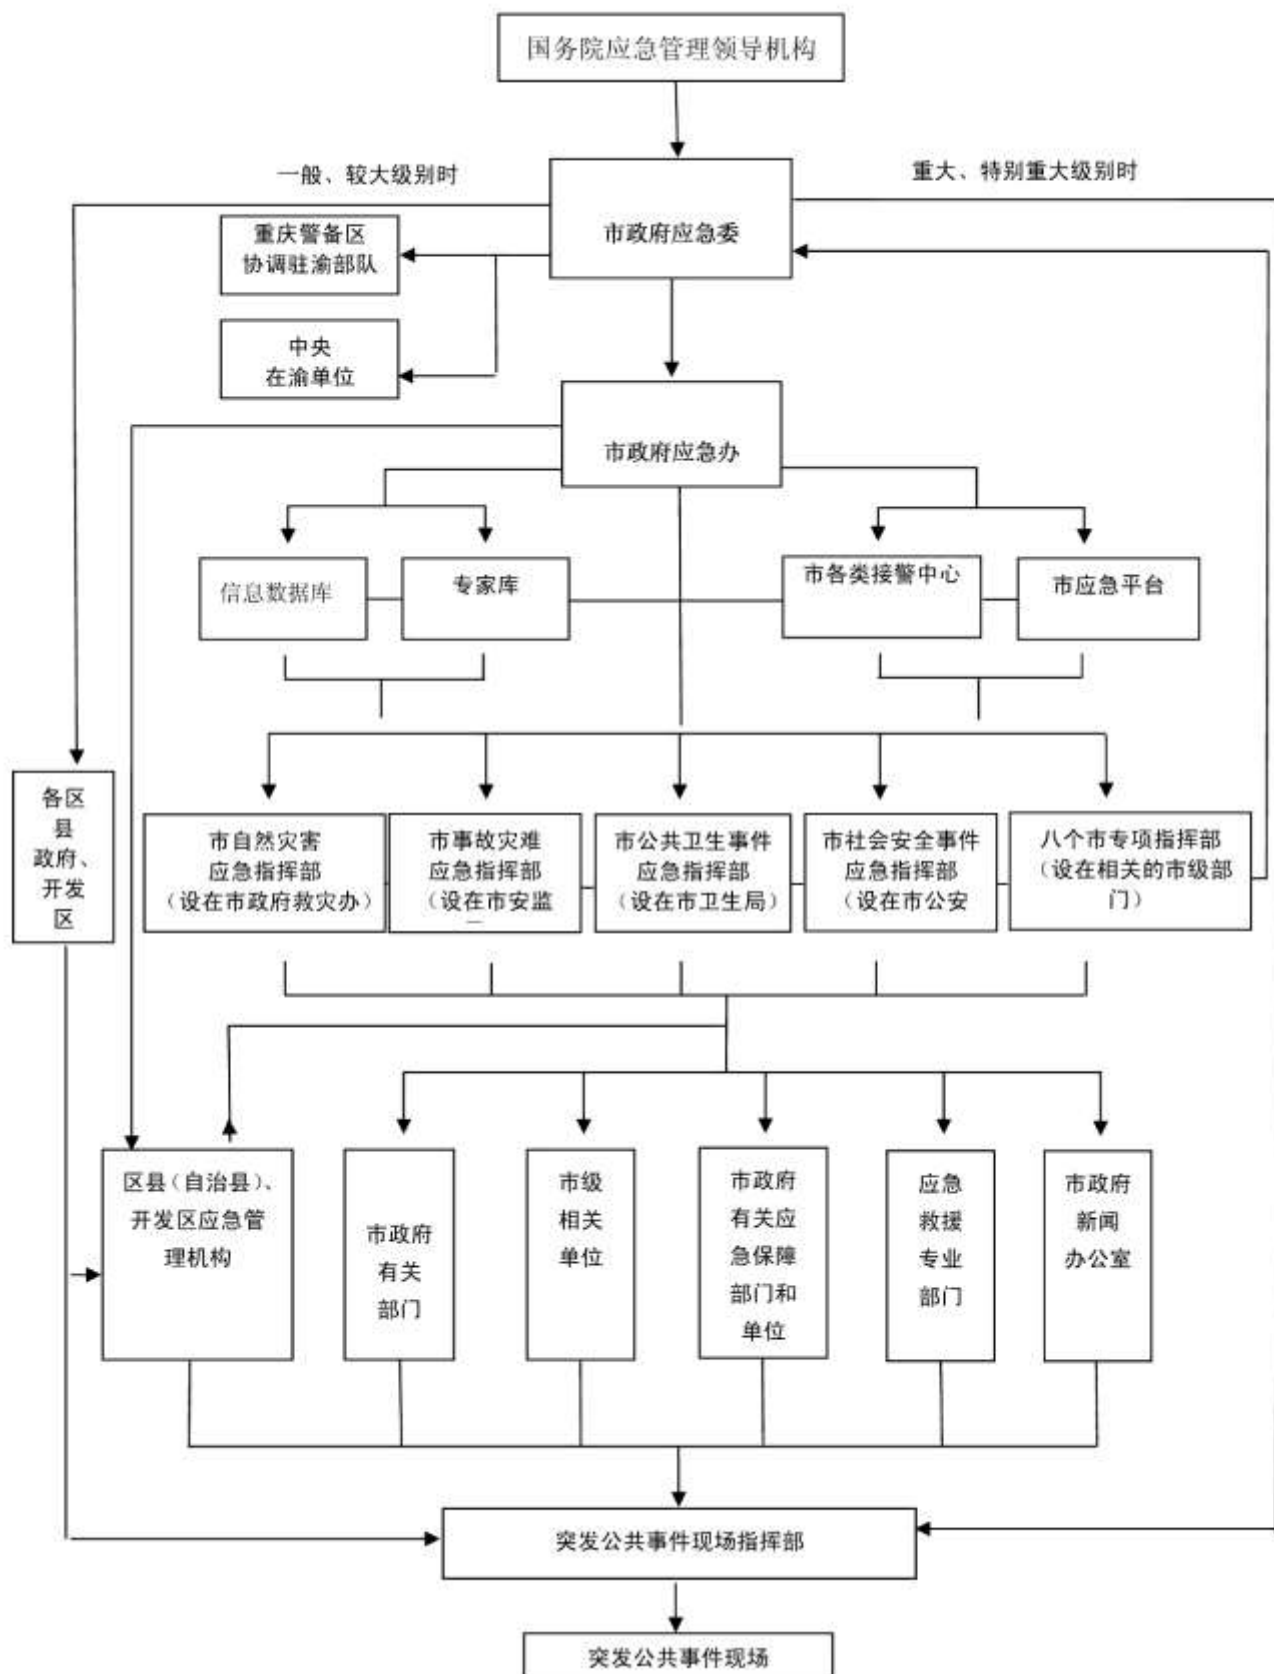 国务院应急管理领导机构
一般、较大级别时
重大、特别重大级别时
市政府应急委
重庆警备区
协调驻渝部队
中央
在渝单位
市政府应急办
信息数据库
专家库
市各类接警中心
市应急平台
各区
县
政府、
开发
区
市自然灾害
应急指挥部
（设在市政府救灾办）
市事故灾难
应急指挥部
（设在市安监
市公共卫生事件
应急指挥部
（设在市卫生局）
市社会安全事件
应急指挥部
（设在市公安
八个市专项指挥部
（设在相关的市级部
门）
区县（自治县）、
开发区应急管
理机构
市政府
有关
部门
市级
相关
单位
市政府
有关应
急保障
部门和
单位
应急
救援
专业
部门
市政府
新闻
办公室
突发公共事件现场指挥部
突发公共事件现场